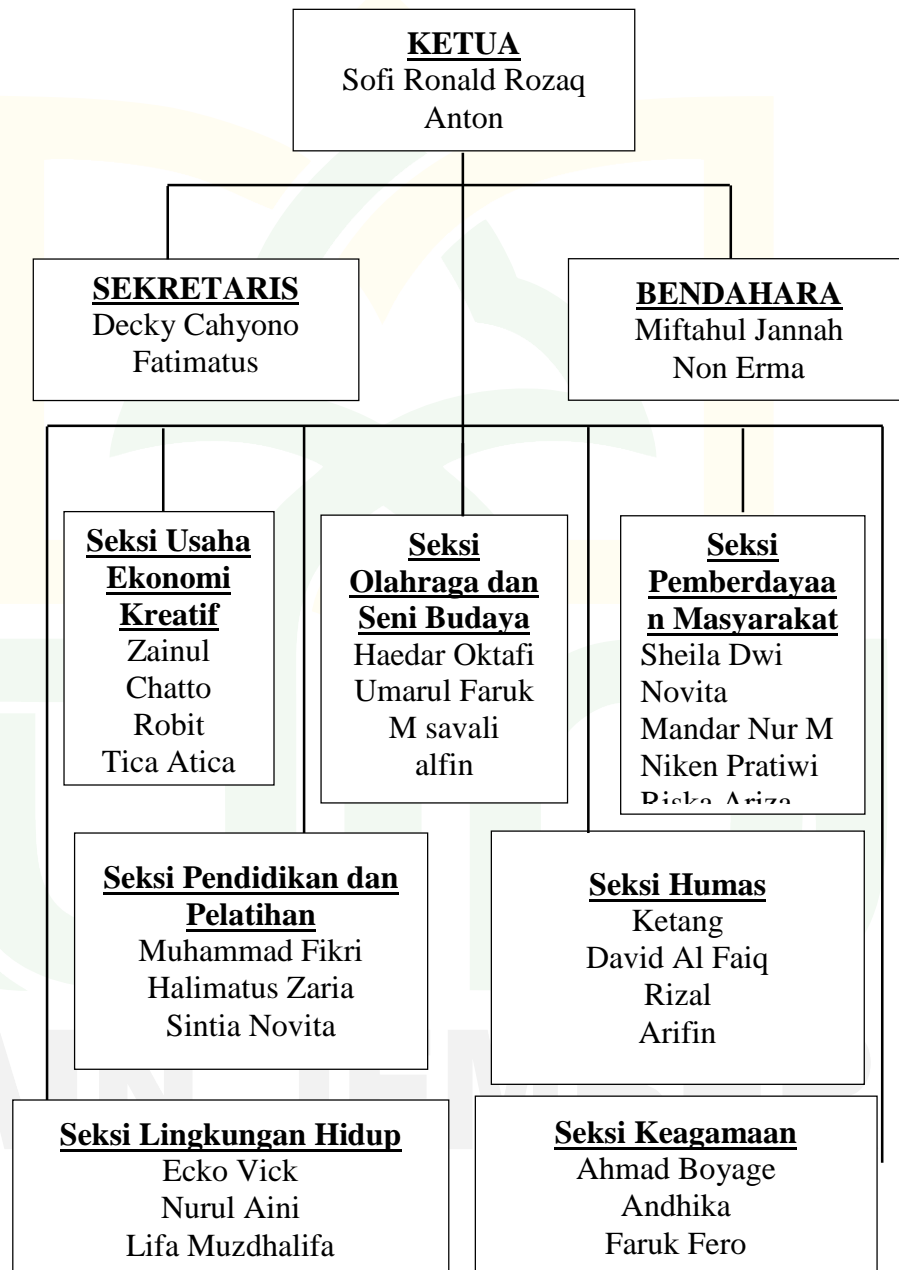 KETUA
Sofi Ronald Rozaq
Anton
SEKRETARIS
Decky Cahyono
Fatimatus
BENDAHARA
Miftahul Jannah
Non Erma
Seksi Usaha
Ekonomi
Kreatif
Zainul
Chatto
Robit
Tica Atica
Seksi
Olahraga dan
Seni Budaya
Haedar Oktafi
Umarul Faruk
M savali
alfin
Seksi
Pemberdayaa
n Masyarakat
Sheila Dwi
Novita
Mandar Nur M
Niken Pratiwi
Riska Ariza
Seksi Pendidikan dan
Pelatihan
Muhammad Fikri
Halimatus Zaria
Sintia Novita
Seksi Humas
Ketang
David Al Faiq
Rizal
Arifin
Seksi Lingkungan Hidup
Ecko Vick
Nurul Aini
Lifa Muzdhalifa
Seksi Keagamaan
Ahmad Boyage
Andhika
Faruk Fero